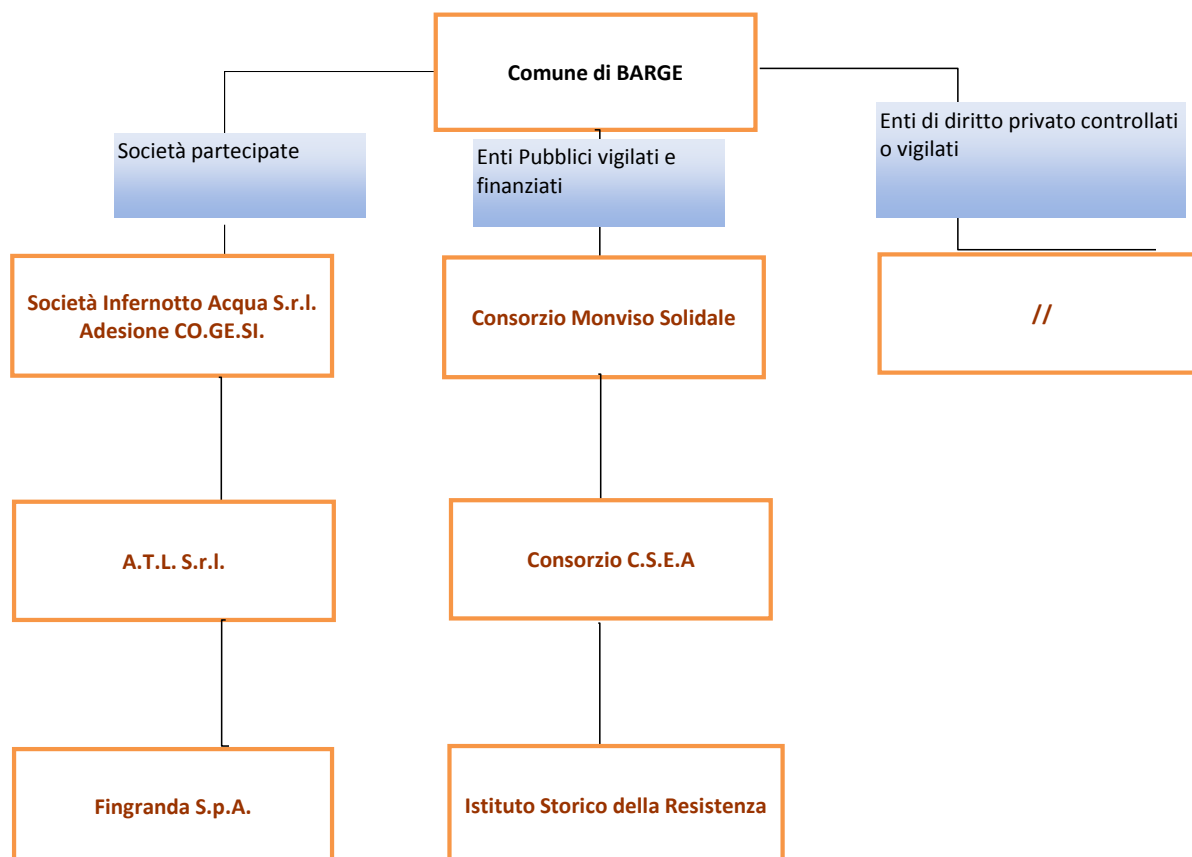 Comune di BARGE
Società partecipate
Enti Pubblici vigilati e
finanziati
Enti di diritto privato controllati
o vigilati
Società Infernotto Acqua S.r.l.
Adesione CO.GE.SI.
Consorzio Monviso Solidale
//
A.T.L. S.r.l.
Consorzio C.S.E.A
Fingranda S.p.A.
Istituto Storico della Resistenza